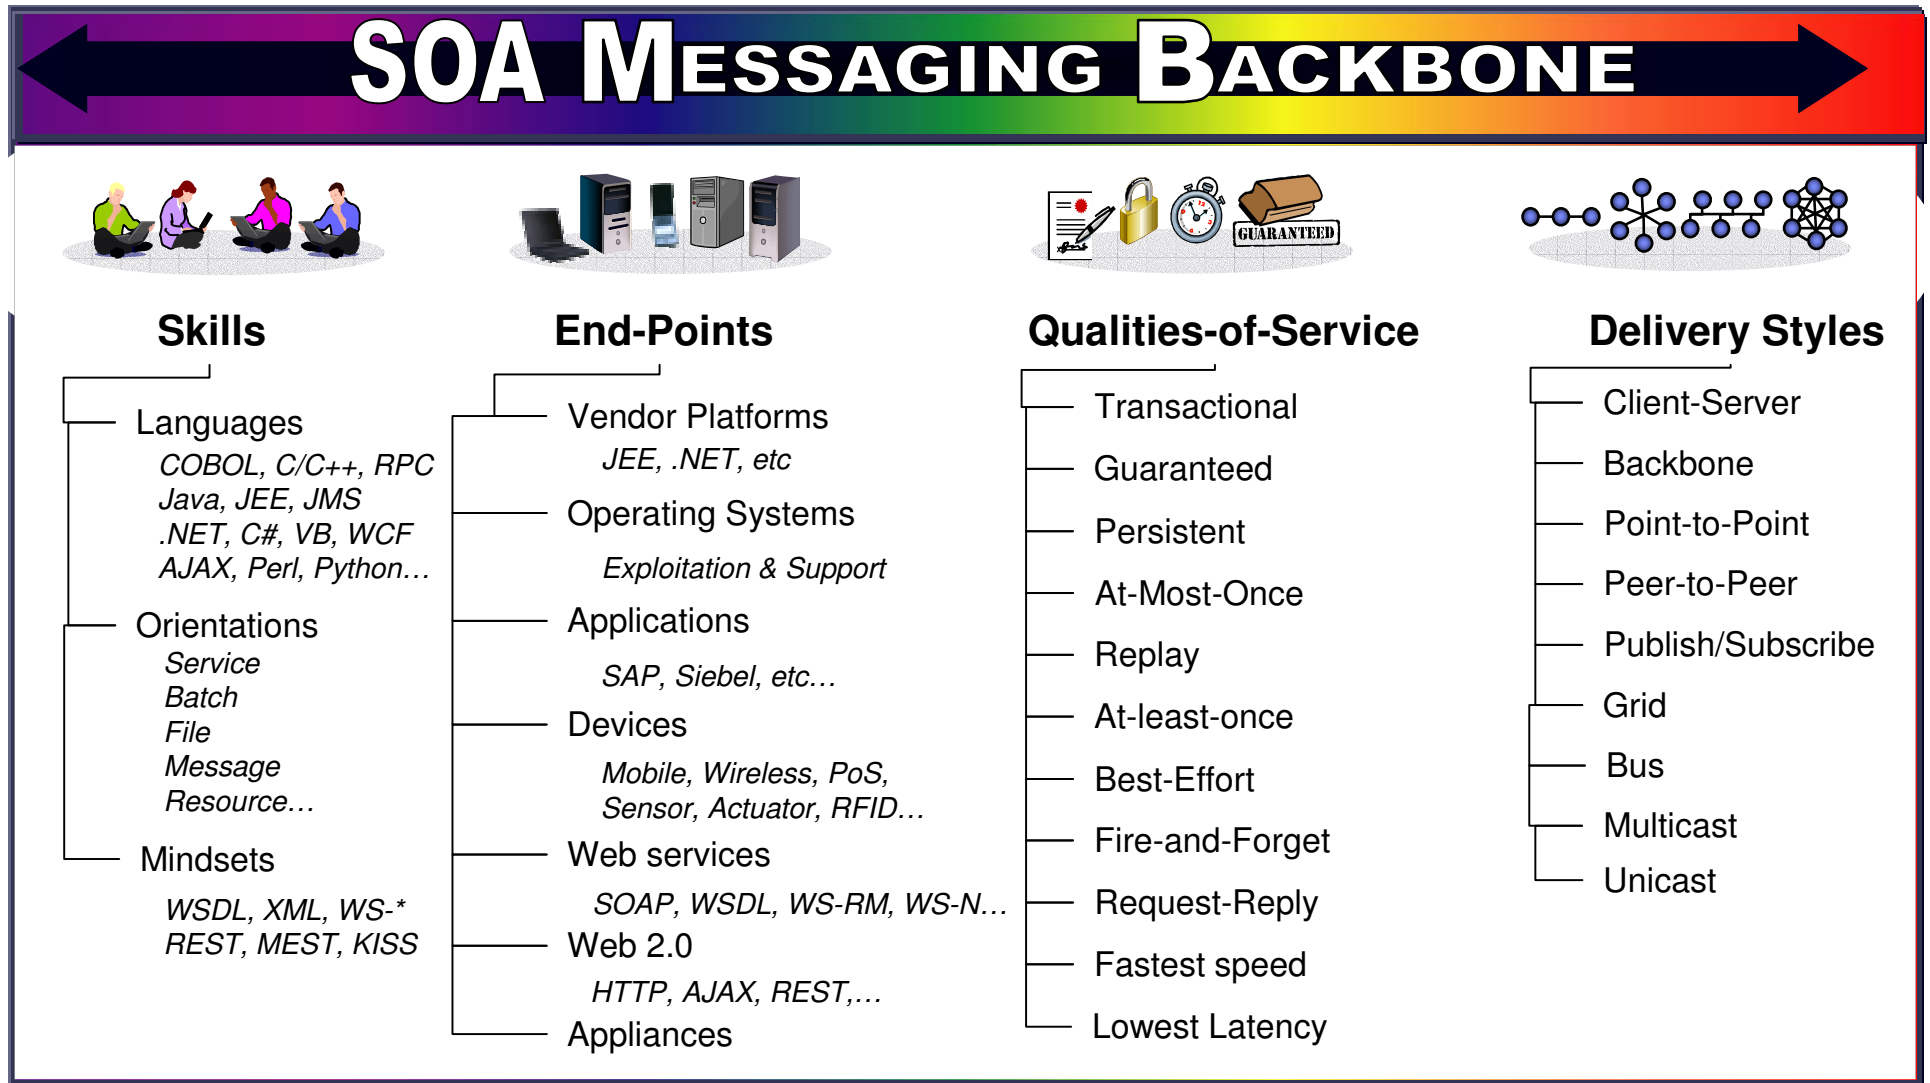 SOA MESSAGING BACKBONE
GUARANTEED
Skills
Languages
COBOL, C/C++, RPC
Java, JEE, JMS
.NET, C#, VB, WCF
AJAX, Perl, Python…
Orientations
Service
Batch
File
Message
Resource…
Mindsets
WSDL, XML, WS-*
REST, MEST, KISS
End-Points
Vendor Platforms
JEE, .NET, etc
Operating Systems
Exploitation & Support
Applications
SAP, Siebel, etc…
Devices
Mobile, Wireless, PoS,
Sensor, Actuator, RFID…
Web services
SOAP, WSDL, WS-RM, WS-N…
Web 2.0
HTTP, AJAX, REST,…
Appliances
Qualities-of-Service
Transactional
Guaranteed
Persistent
At-Most-Once
Replay
At-least-once
Best-Effort
Fire-and-Forget
Request-Reply
Fastest speed
Lowest Latency
Delivery Styles
Client-Server
Backbone
Point-to-Point
Peer-to-Peer
Publish/Subscribe
Grid
Bus
Multicast
Unicast